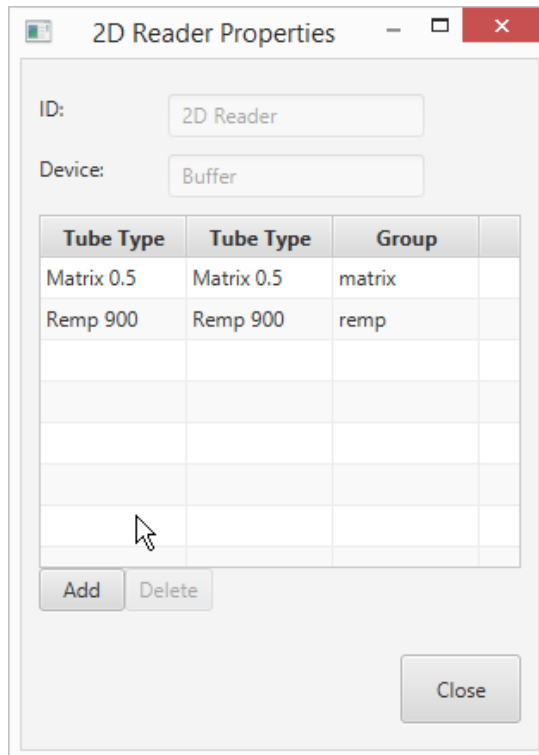 2D Reader Properties
ID: 2D Reader
Device: Buffer
Tube Type Tube Type Group
Matrix 0.5 Matrix 0.5 matrix
Remp 900 Remp 900 remp
Add Delete
Close